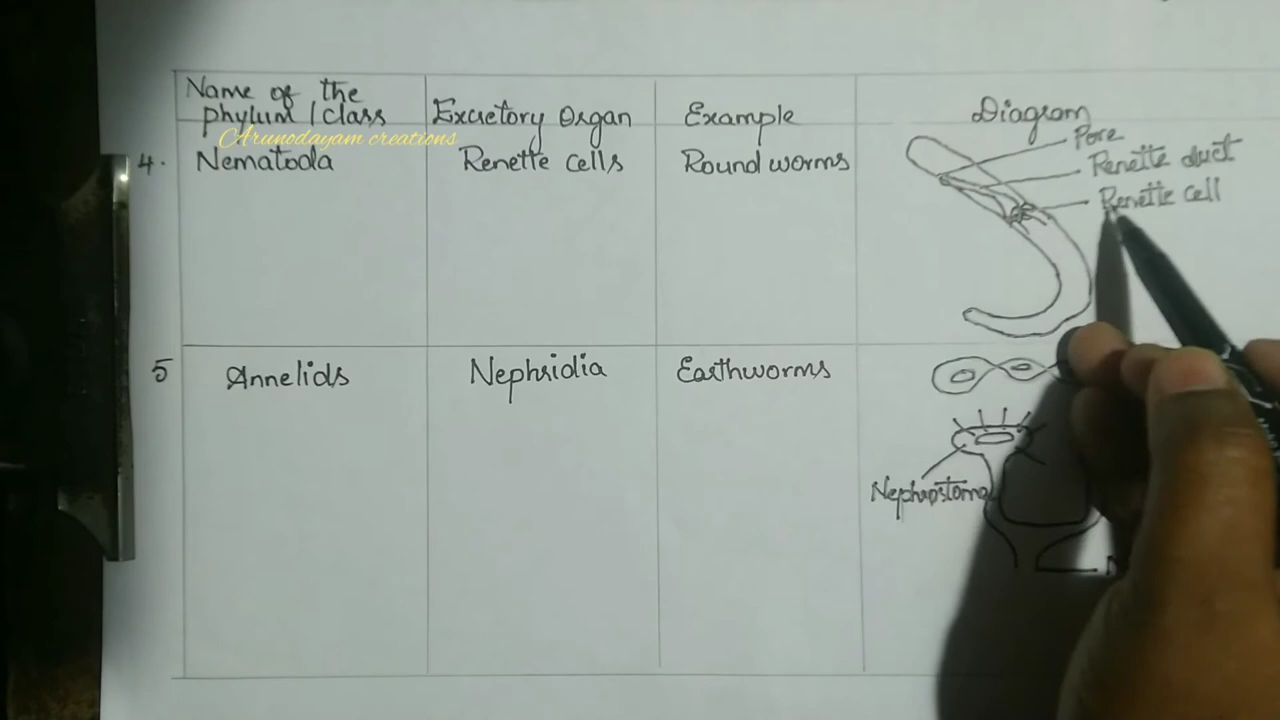 Name of the
phylum / class
Excretory Organ
Example
Diagram
Arunodayam creations
4.
Nematoda
Renette cells
Round worms
Pore
Renette duct
Renette cell
5
Annelids
Nephridia
Earthworms
Nephrostome